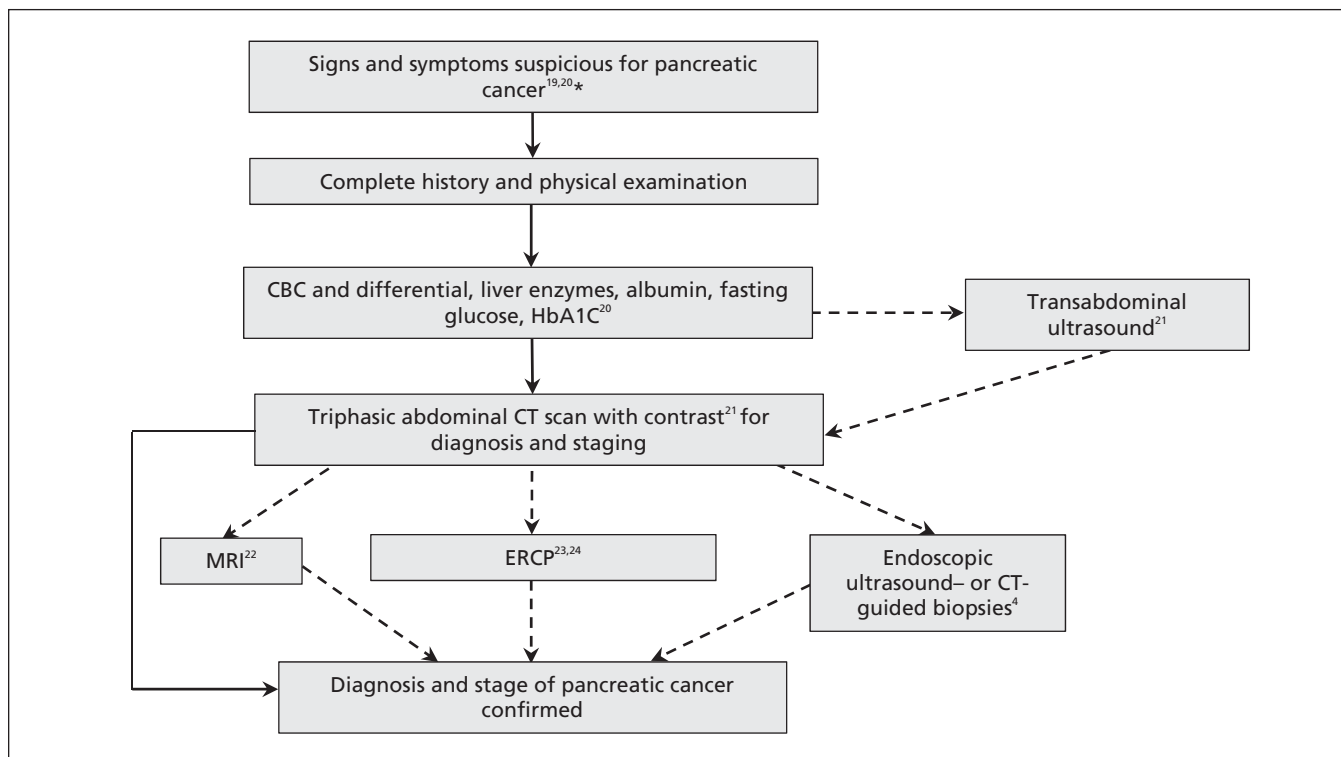 Signs and symptoms suspicious for pancreatic
cancer19,20*
Complete history and physical examination
CBC and differential, liver enzymes, albumin, fasting
glucose, HbA1C20
Transabdominal
ultrasound21
Triphasic abdominal CT scan with contrast21 for
diagnosis and staging
MRI22
ERCP23,24
Endoscopic
ultrasound– or CT-
guided biopsies4
Diagnosis and stage of pancreatic cancer
confirmed